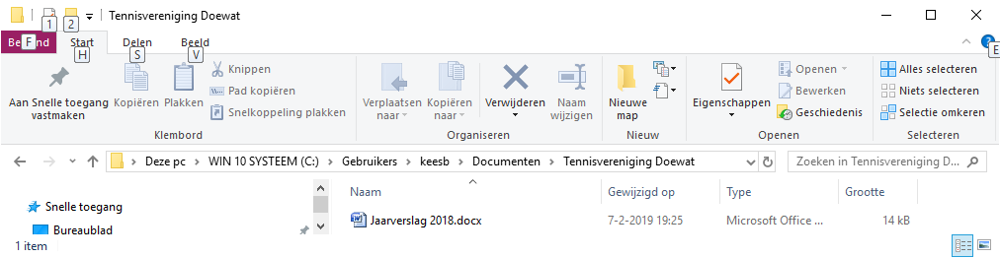 1 2 Tennisvereniging Doewat
F Start Delen Beeld
H S V E
Aan Snelle toegang vastmaken
Kopiëren
Plakken
Knippen
Pad kopiëren
Snelkoppeling plakken
Klembord
Verplaatsen naar
Kopiëren naar
Verwijderen
Naam wijzigen
Organiseren
Nieuwe map
Nieuw
Eigenschappen
Openen
Bewerken
Geschiedenis
Openen
Alles selecteren
Niets selecteren
Selectie omkeren
Selecteren
Deze pc > WIN 10 SYSTEEM (C:) > Gebruikers > keesb > Documenten > Tennisvereniging Doewat
Zoeken in Tennisvereniging D...
Snelle toegang
Bureaublad
Naam Gewijzigd op Type Grootte
Jaarverslag 2018.docx 7-2-2019 19:25 Microsoft Office ... 14 kB
1 item